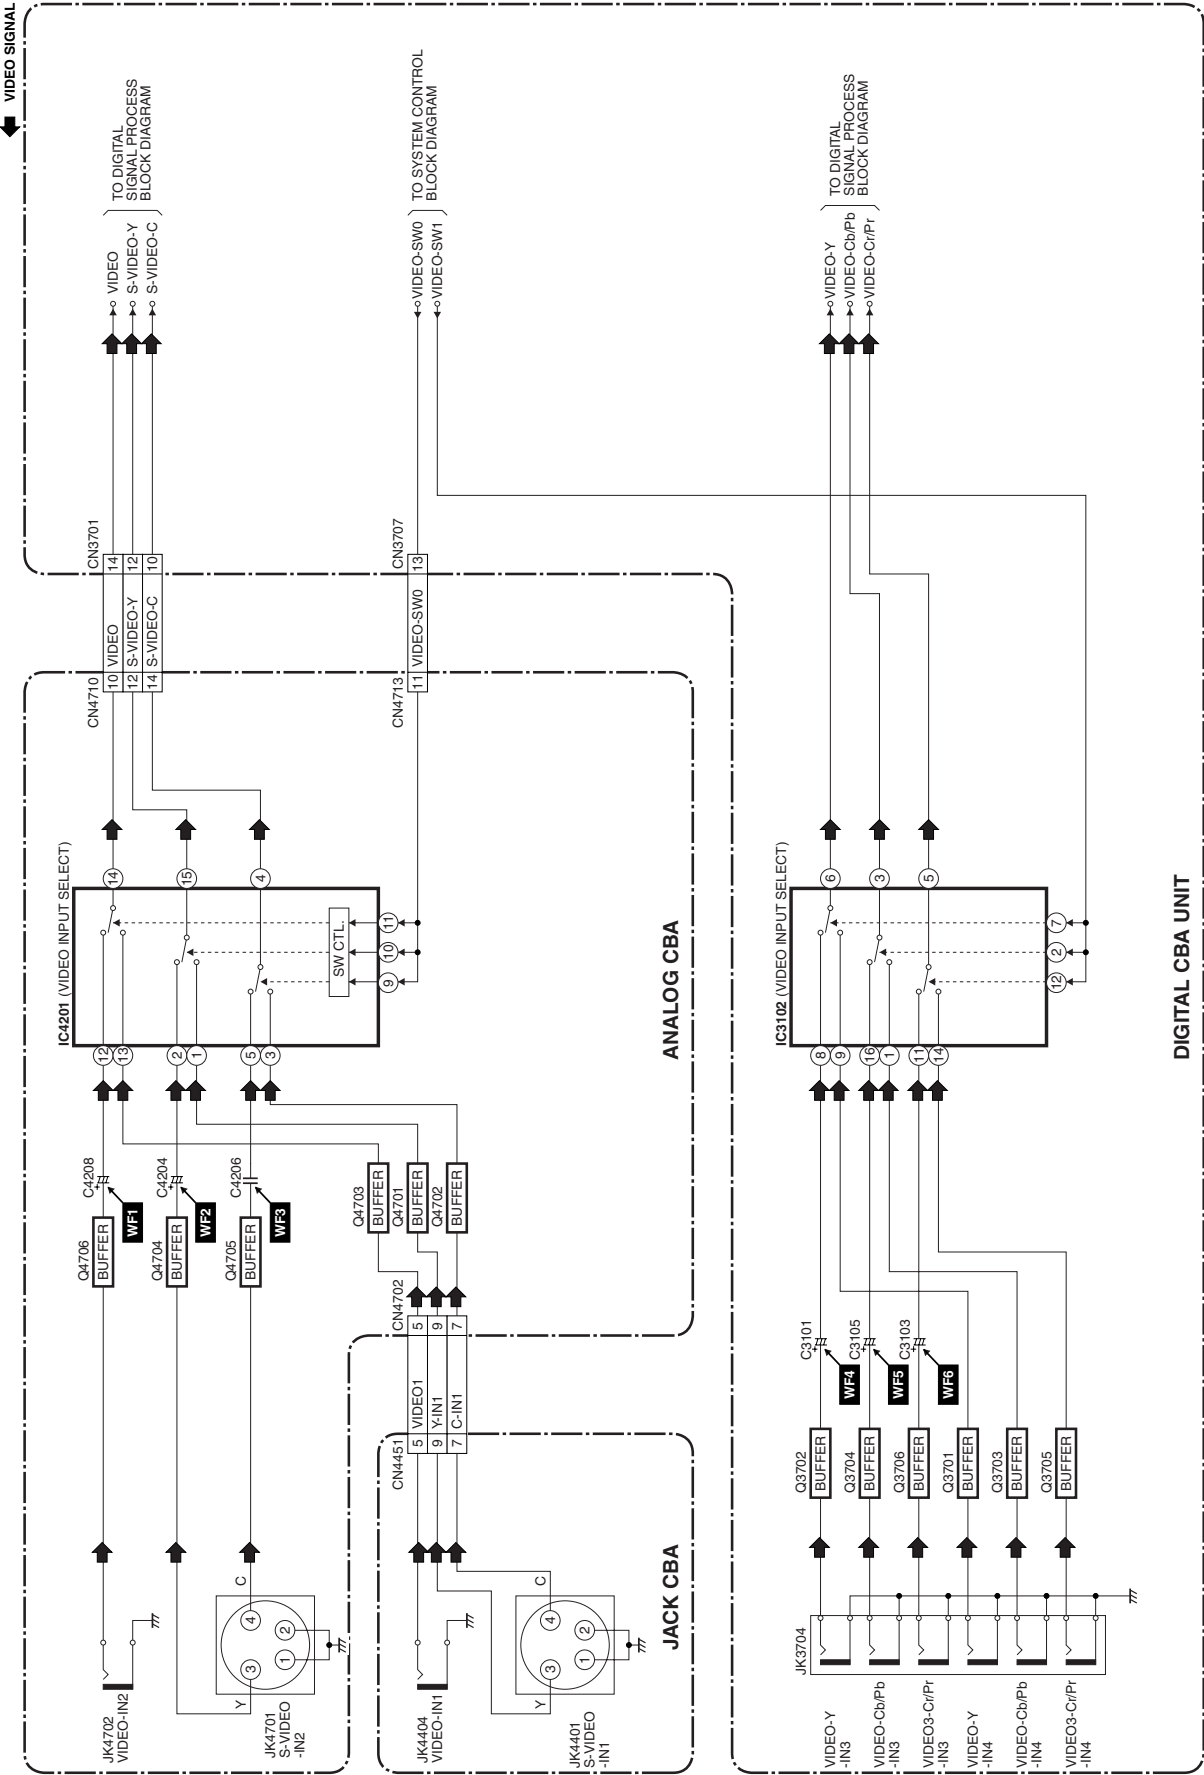 VIDEO SIGNAL
TO DIGITAL
SIGNAL PROCESS
BLOCK DIAGRAM
VIDEO
S-VIDEO-Y
S-VIDEO-C
TO SYSTEM CONTROL
BLOCK DIAGRAM
VIDEO-SW0
VIDEO-SW1
TO DIGITAL
SIGNAL PROCESS
BLOCK DIAGRAM
VIDEO-Y
VIDEO-Cb/Pb
VIDEO-Cr/Pr
CN3701
14
12
10
VIDEO
S-VIDEO-Y
S-VIDEO-C
10
12
14
CN4710
CN3707
13
VIDEO-SW0
11
CN4713
IC4201 (VIDEO INPUT SELECT)
14
15
4
SW CTL.
11
10
9
12
13
2
1
5
3
ANALOG CBA
C4208
+
WF1
Q4706
BUFFER
C4204
+
WF2
Q4704
BUFFER
C4206
WF3
Q4705
BUFFER
Q4703
BUFFER
Q4701
BUFFER
Q4702
BUFFER
CN4702
5
9
7
VIDEO1
Y-IN1
C-IN1
5
9
7
CN4451
JK4702
VIDEO-IN2
JK4701
S-VIDEO
-IN2
Y
C
3
4
1
2
JK4404
VIDEO-IN1
JK4401
S-VIDEO
-IN1
Y
C
3
4
1
2
JACK CBA
IC3102 (VIDEO INPUT SELECT)
6
3
5
7
2
12
8
9
16
1
11
14
DIGITAL CBA UNIT
C3101
+
WF4
C3105
+
WF5
C3103
+
WF6
Q3702
BUFFER
Q3704
BUFFER
Q3706
BUFFER
Q3701
BUFFER
Q3703
BUFFER
Q3705
BUFFER
JK3704
VIDEO-Y
-IN3
VIDEO-Cb/Pb
-IN3
VIDEO3-Cr/Pr
-IN3
VIDEO-Y
-IN4
VIDEO-Cb/Pb
-IN4
VIDEO3-Cr/Pr
-IN4